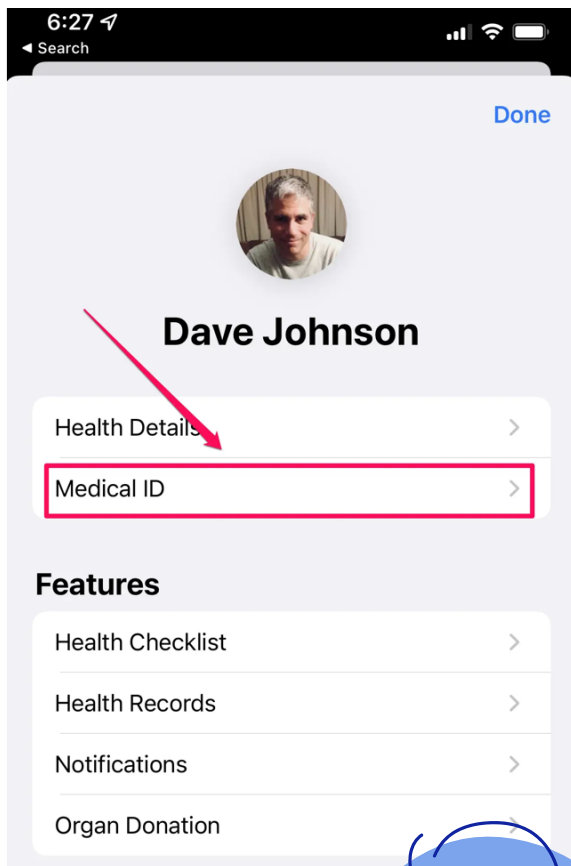 6:27
Search
Done
Dave Johnson
Health Details
Medical ID
Features
Health Checklist
Health Records
Notifications
Organ Donation